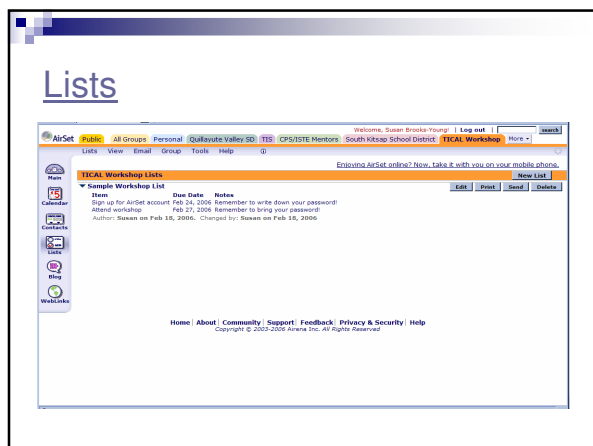 Lists
Welcome, Susan Brooks-Young! | Log out | search
AirSet Public All Groups Personal Quillayute Valley SD TIS CPS/ISTE Mentors South Kitsap School District TICAL Workshop More
Lists View Email Group Tools Help
Enjoying AirSet online? Now, take it with you on your mobile phone.
Main
TICAL Workshop Lists New List
Sample Workshop List Edit Print Send Delete
Item Due Date Notes
Sign up for AirSet account Feb 24, 2006 Remember to write down your password!
Attend workshop Feb 27, 2006 Remember to bring your password!
Author: Susan on Feb 18, 2006. Changed by: Susan on Feb 18, 2006
5
Calendar
Contacts
Lists
Blog
WebLinks
Home | About | Community | Support | Feedback | Privacy & Security | Help
Copyright © 2003-2006 Airena Inc. All Rights Reserved